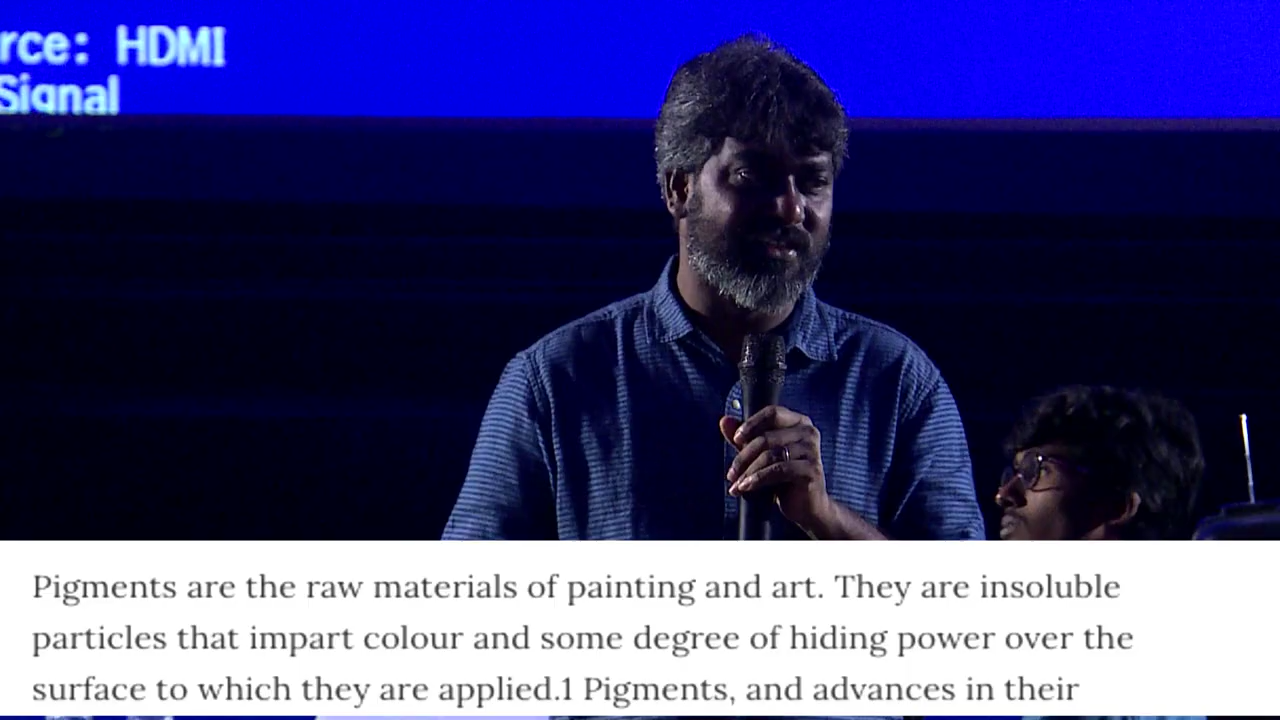 rce: HDMI
Signal
Pigments are the raw materials of painting and art. They are insoluble
particles that impart colour and some degree of hiding power over the
surface to which they are applied.1 Pigments, and advances in their